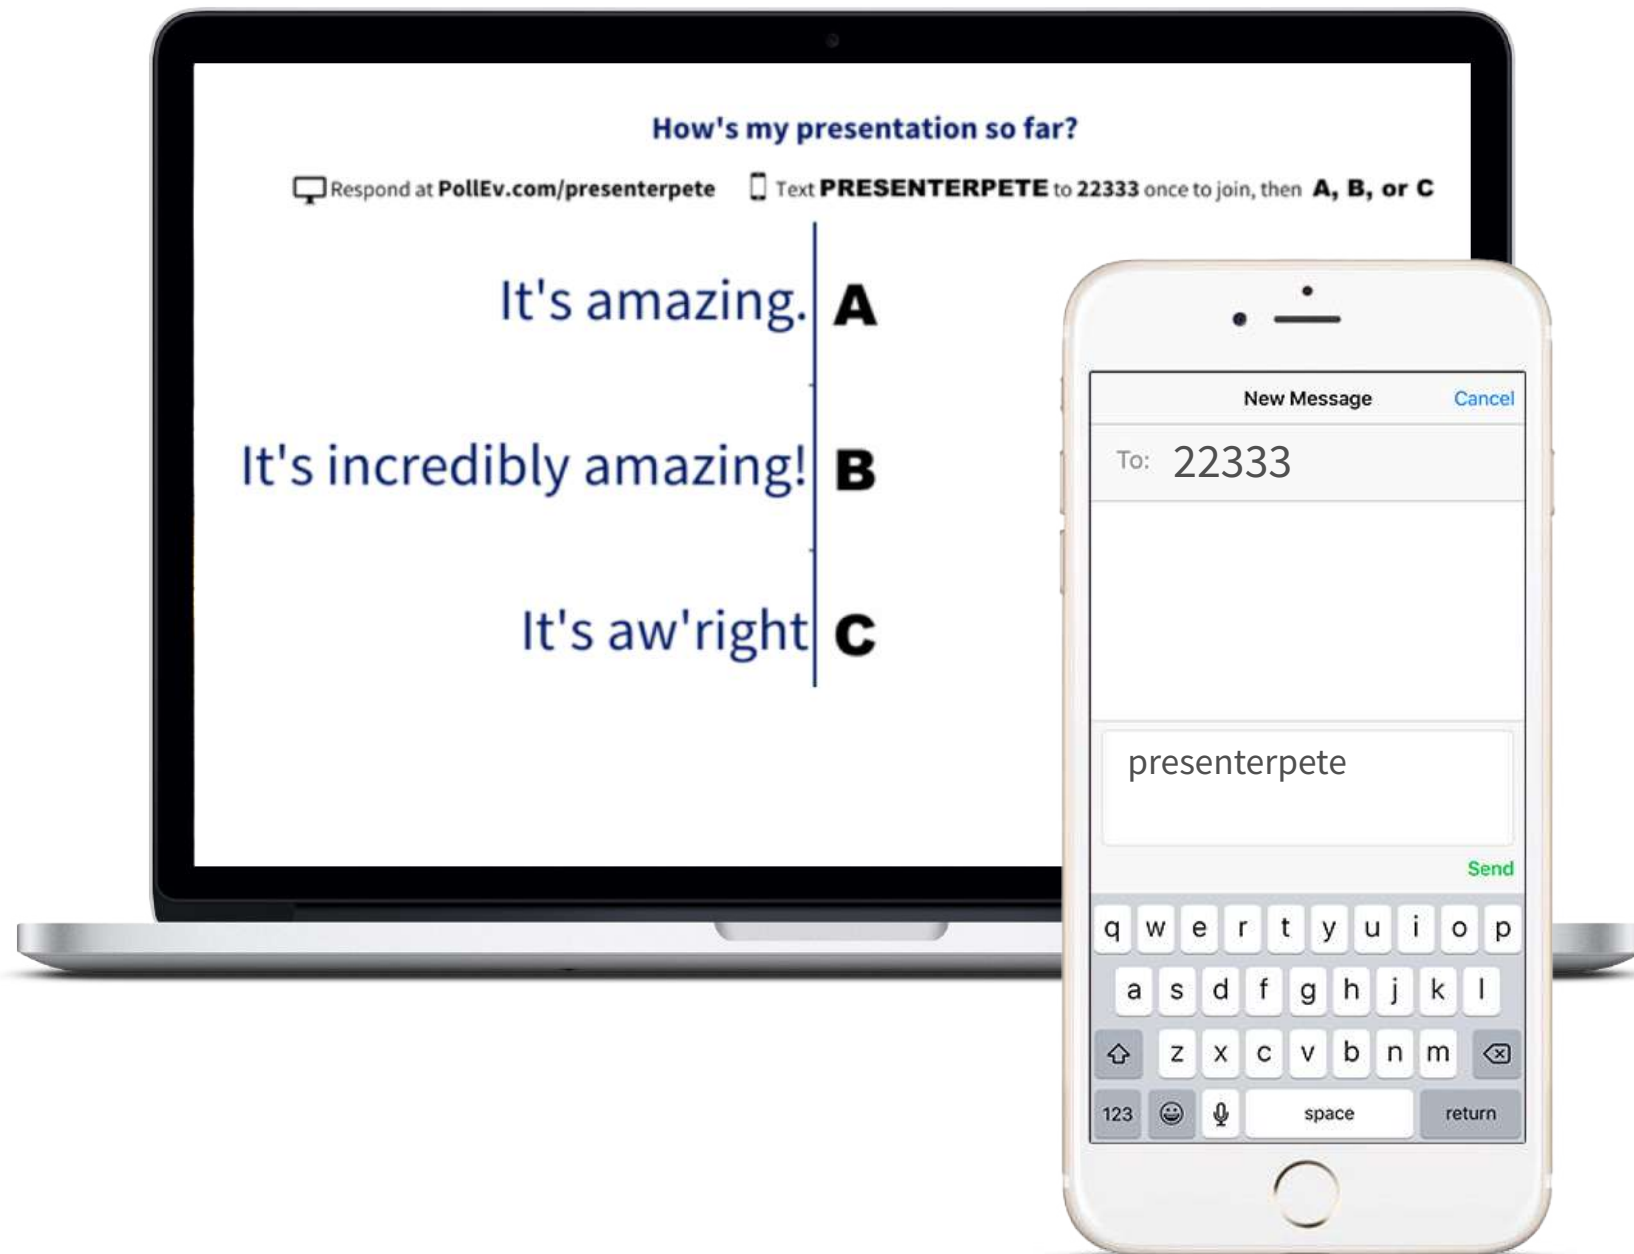 How's my presentation so far?
Respond at PollEv.com/presenterpete Text PRESENTERPETE to 22333 once to join, then A, B, or C
It's amazing. A
It's incredibly amazing! B
It's aw'right C
New Message Cancel
To: 22333
presenterpete
Send
q w e r t y u i o p
a s d f g h j k l
z x c v b n m
123 space return